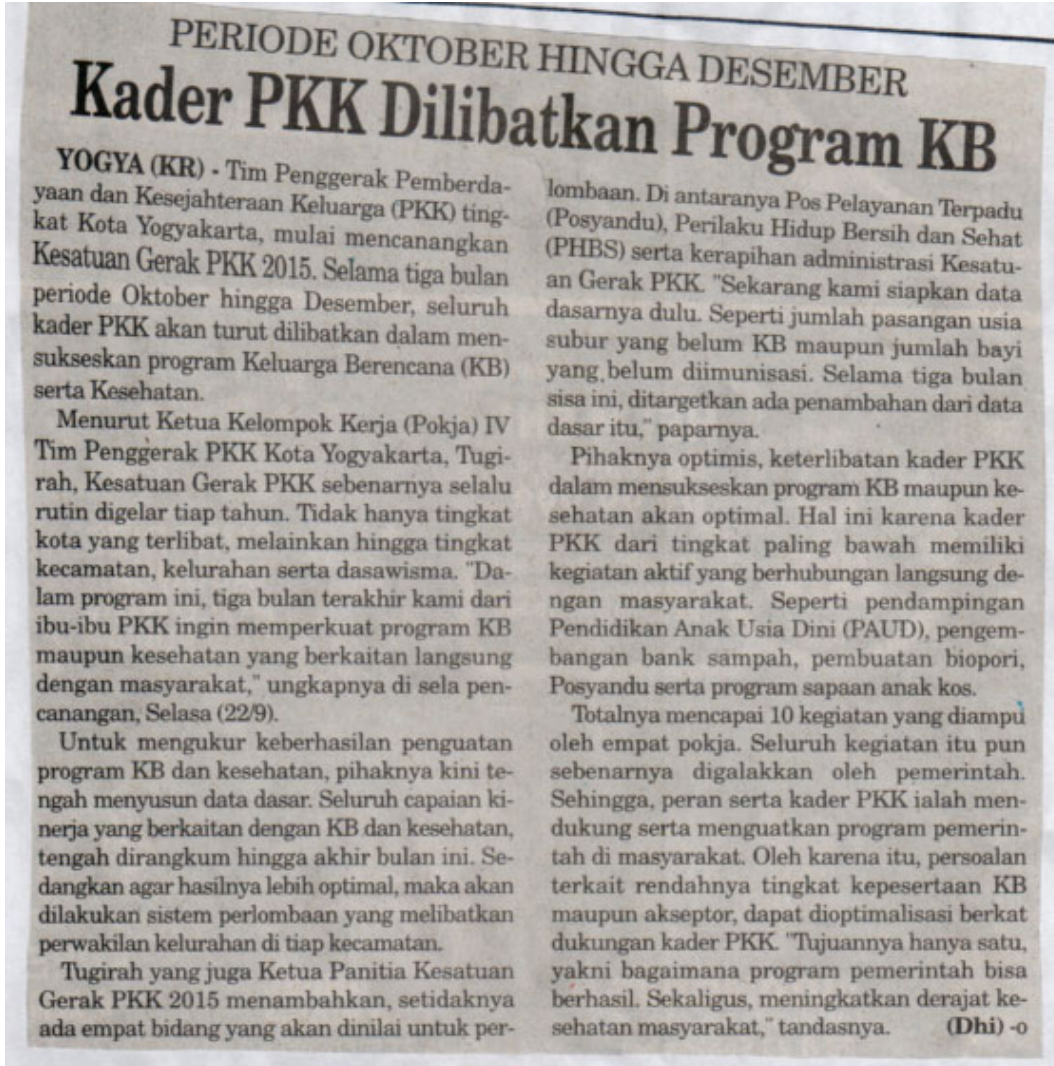 PERIODE OKTOBER HINGGA DESEMBER
Kader PKK Dilibatkan Program KB
YOGYA (KR) - Tim Penggerak Pemberda-
yaan dan Kesejahteraan Keluarga (PKK) ting-
kat Kota Yogyakarta, mulai mencanangkan
Kesatuan Gerak PKK 2015. Selama tiga bulan
periode Oktober hingga Desember, seluruh
kader PKK akan turut dilibatkan dalam men-
sukseskan program Keluarga Berencana (KB)
serta Kesehatan.
Menurut Ketua Kelompok Kerja (Pokja) IV
Tim Penggerak PKK Kota Yogyakarta, Tugi-
rah, Kesatuan Gerak PKK sebenarnya selalu
rutin digelar tiap tahun. Tidak hanya tingkat
kota yang terlibat, melainkan hingga tingkat
kecamatan, kelurahan serta dasawisma. "Da-
lam program ini, tiga bulan terakhir kami dari
ibu-ibu PKK ingin memperkuat program KB
maupun kesehatan yang berkaitan langsung
dengan masyarakat," ungkapnya di sela pen-
canangan, Selasa (22/9).
Untuk mengukur keberhasilan penguatan
program KB dan kesehatan, pihaknya kini te-
ngah menyusun data dasar. Seluruh capaian ki-
nerja yang berkaitan dengan KB dan kesehatan,
tengah dirangkum hingga akhir bulan ini. Se-
dangkan agar hasilnya lebih optimal, maka akan
dilakukan sistem perlombaan yang melibatkan
perwakilan kelurahan di tiap kecamatan.
Tugirah yang juga Ketua Panitia Kesatuan
Gerak PKK 2015 menambahkan, setidaknya
ada empat bidang yang akan dinilai untuk per-
lombaan. Di antaranya Pos Pelayanan Terpadu
(Posyandu), Perilaku Hidup Bersih dan Sehat
(PHBS) serta kerapihan administrasi Kesatu-
an Gerak PKK. "Sekarang kami siapkan data
dasarnya dulu. Seperti jumlah pasangan usia
subur yang belum KB maupun jumlah bayi
yang belum diimunisasi. Selama tiga bulan
sisa ini, ditargetkan ada penambahan dari data
dasar itu," paparnya.
Pihaknya optimis, keterlibatan kader PKK
dalam mensukseskan program KB maupun ke-
sehatan akan optimal. Hal ini karena kader
PKK dari tingkat paling bawah memiliki
kegiatan aktif yang berhubungan langsung de-
ngan masyarakat. Seperti pendampingan
Pendidikan Anak Usia Dini (PAUD), pengem-
bangan bank sampah, pembuatan biopori,
Posyandu serta program sapaan anak kos.
Totalnya mencapai 10 kegiatan yang diampu
oleh empat pokja. Seluruh kegiatan itu pun
sebenarnya digalakkan oleh pemerintah.
Sehingga, peran serta kader PKK ialah men-
dukung serta menguatkan program pemerin-
tah di masyarakat. Oleh karena itu, persoalan
terkait rendahnya tingkat kepesertaan KB
maupun akseptor, dapat dioptimalisasi berkat
dukungan kader PKK. "Tujuannya hanya satu,
yakni bagaimana program pemerintah bisa
berhasil. Sekaligus, meningkatkan derajat ke-
sehatan masyarakat," tandasnya. (Dhi) -o